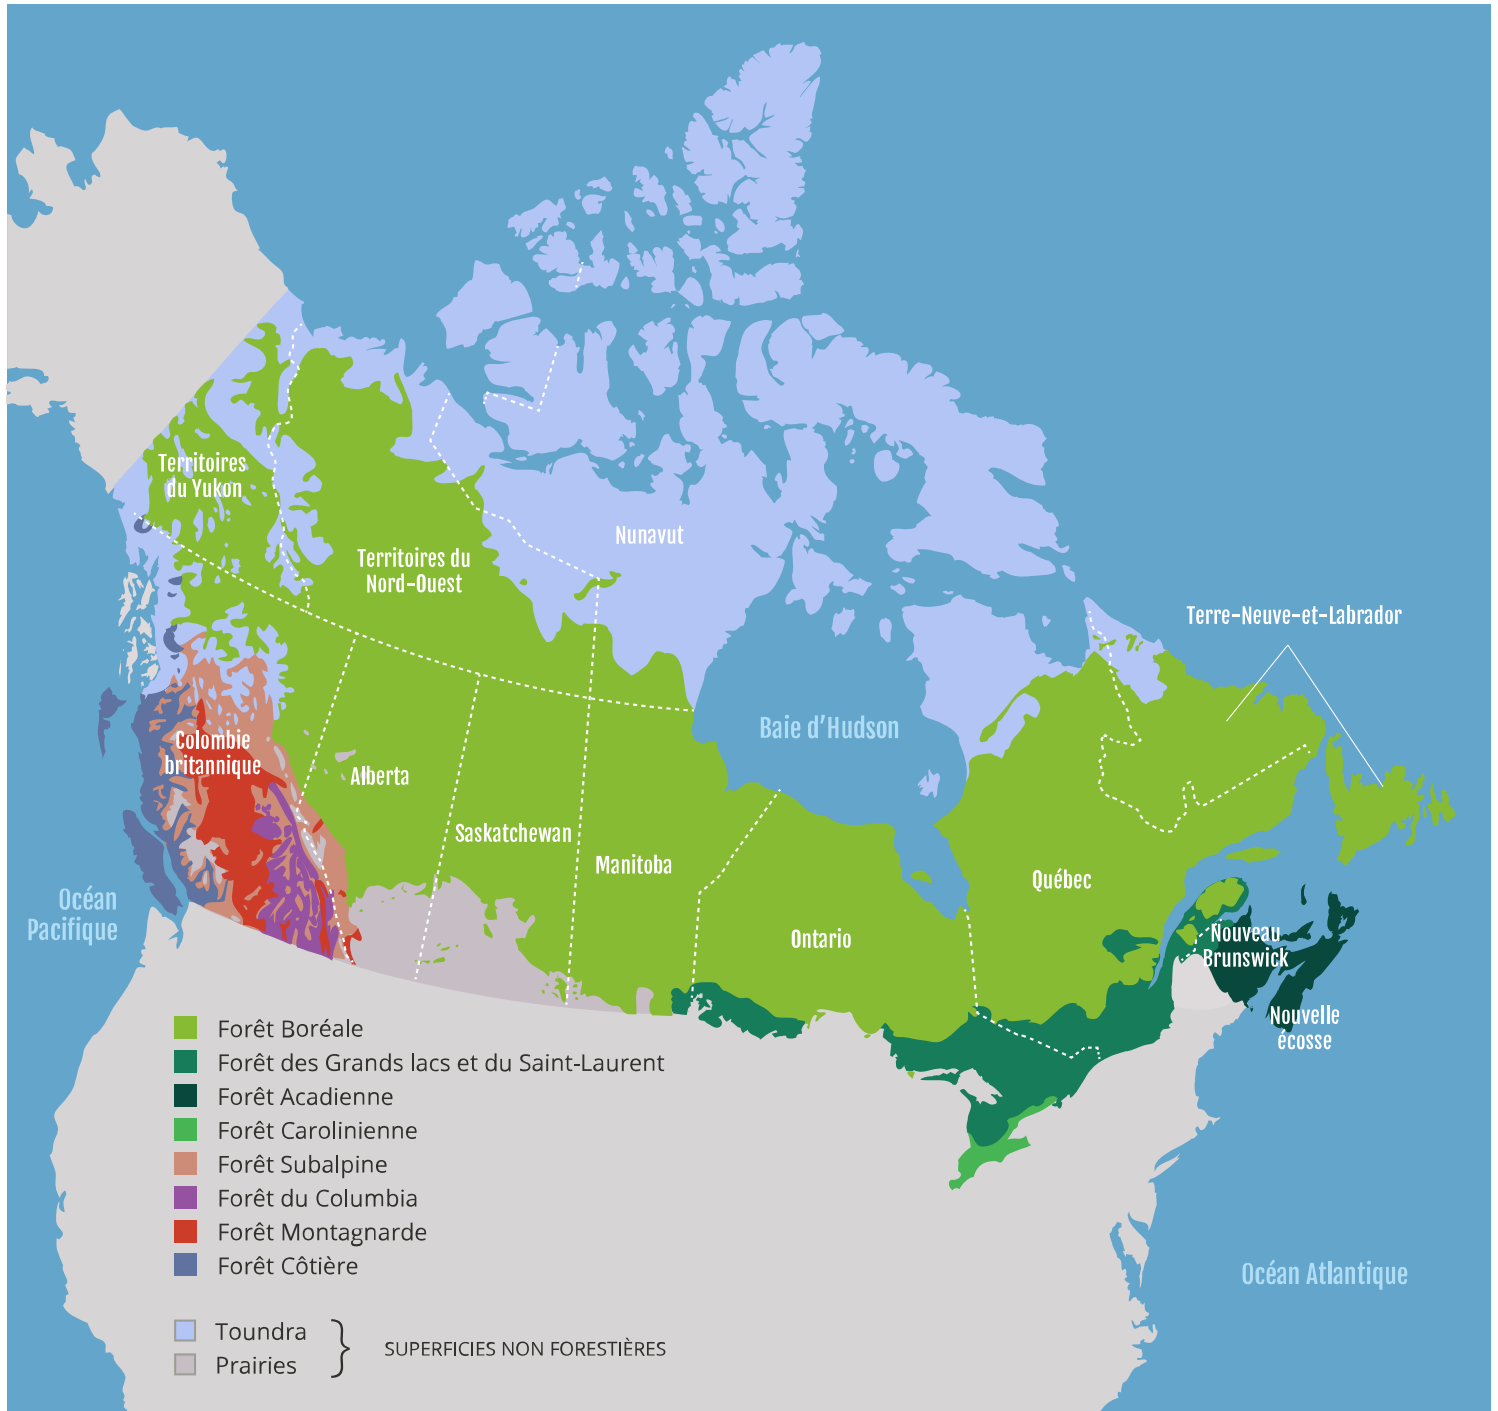 Territoires
du Yukon
Territoires du
Nord-Ouest
Nunavut
Terre-Neuve-et-Labrador
Colombie
britannique
Alberta
Baie d’Hudson
Saskatchewan
Manitoba
Québec
Océan
Pacifique
Ontario
Nouveau
Brunswick
Nouvelle
écosse
Forêt Boréale
Forêt des Grands lacs et du Saint-Laurent
Forêt Acadienne
Forêt Carolinienne
Forêt Subalpine
Forêt du Columbia
Forêt Montagnarde
Forêt Côtière
Océan Atlantique
Toundra
Prairies
SUPERFICIES NON FORESTIÈRES